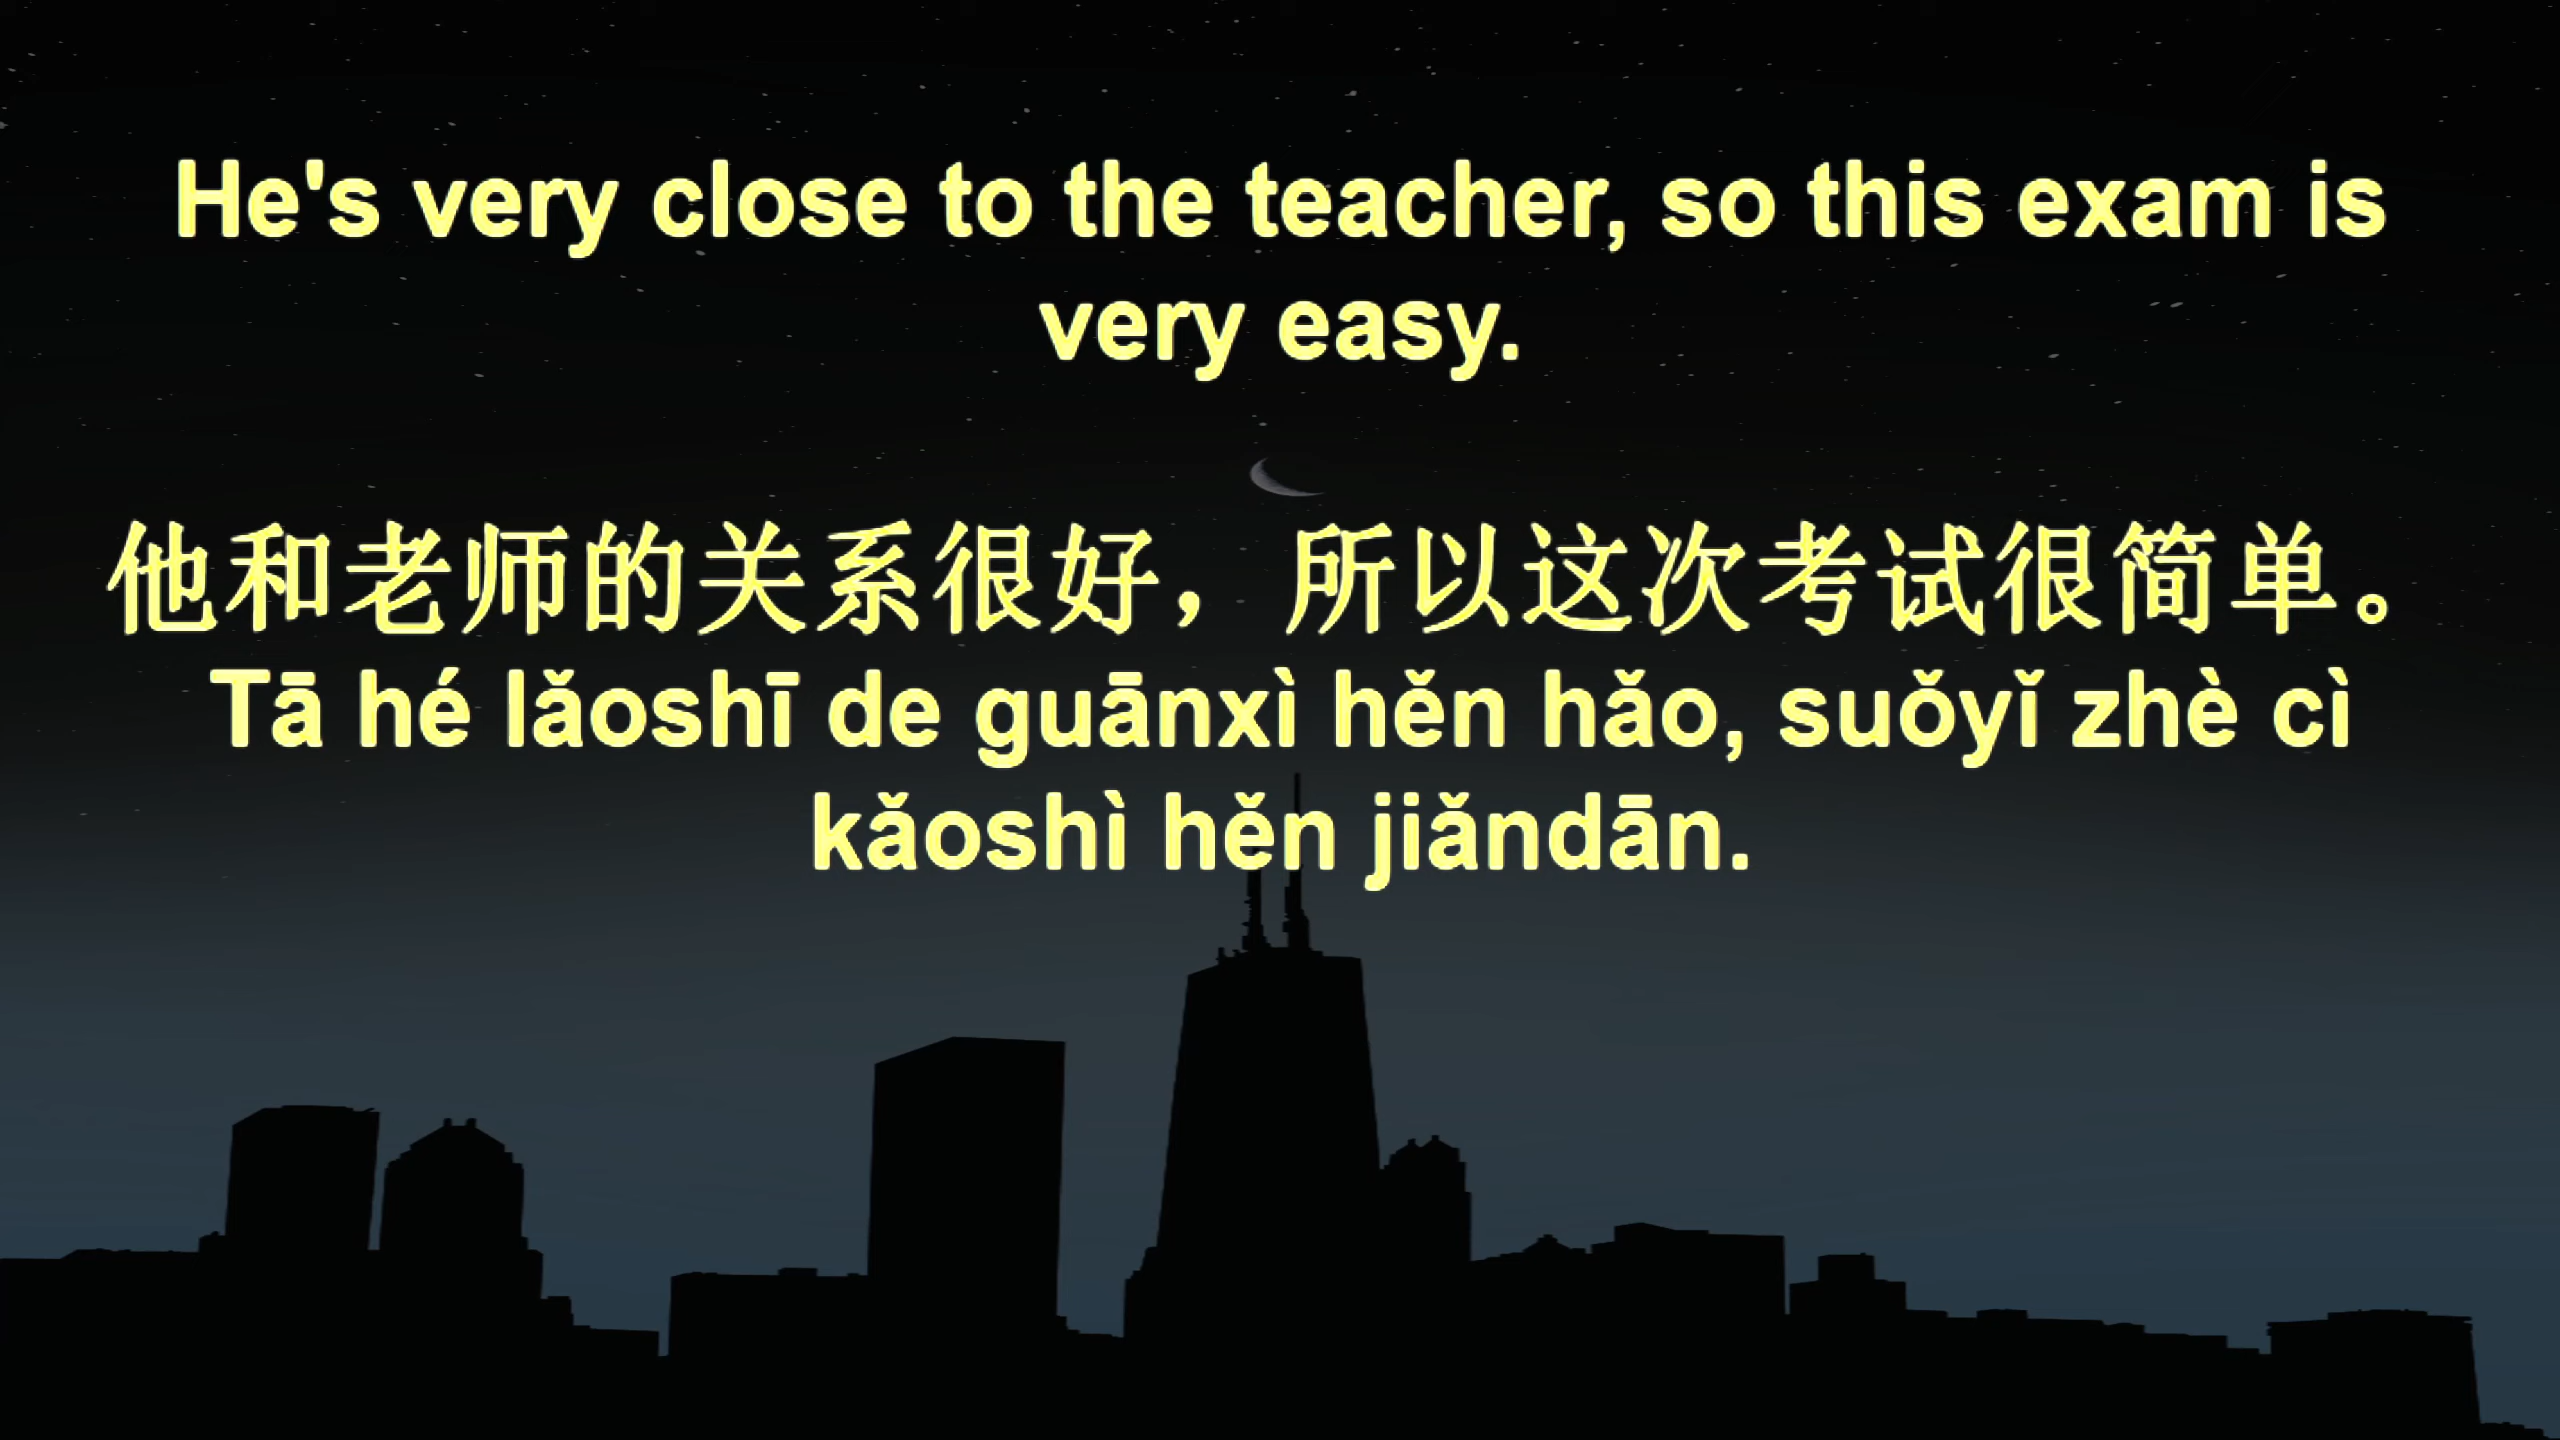 He's very close to the teacher, so this exam is
very easy.
他和老师的关系很好，所以这次考试很简单。
Tā hé lǎoshī de guānxì hěn hǎo, suǒyǐ zhè cì
kǎoshì hěn jiǎndān.